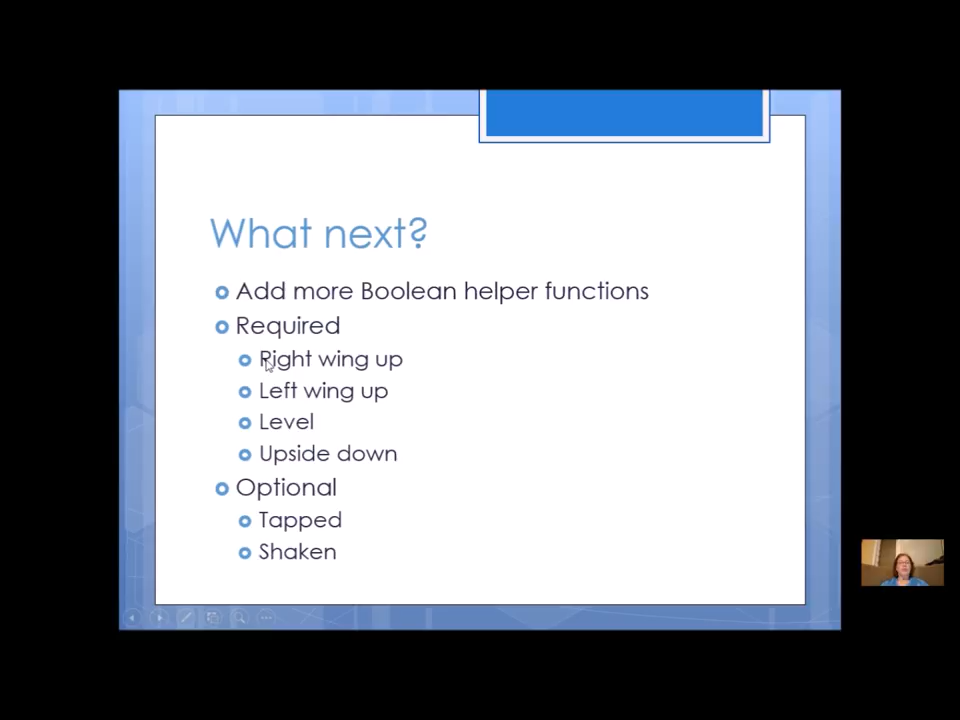 What next?
Add more Boolean helper functions
Required
Right wing up
Left wing up
Level
Upside down
Optional
Tapped
Shaken